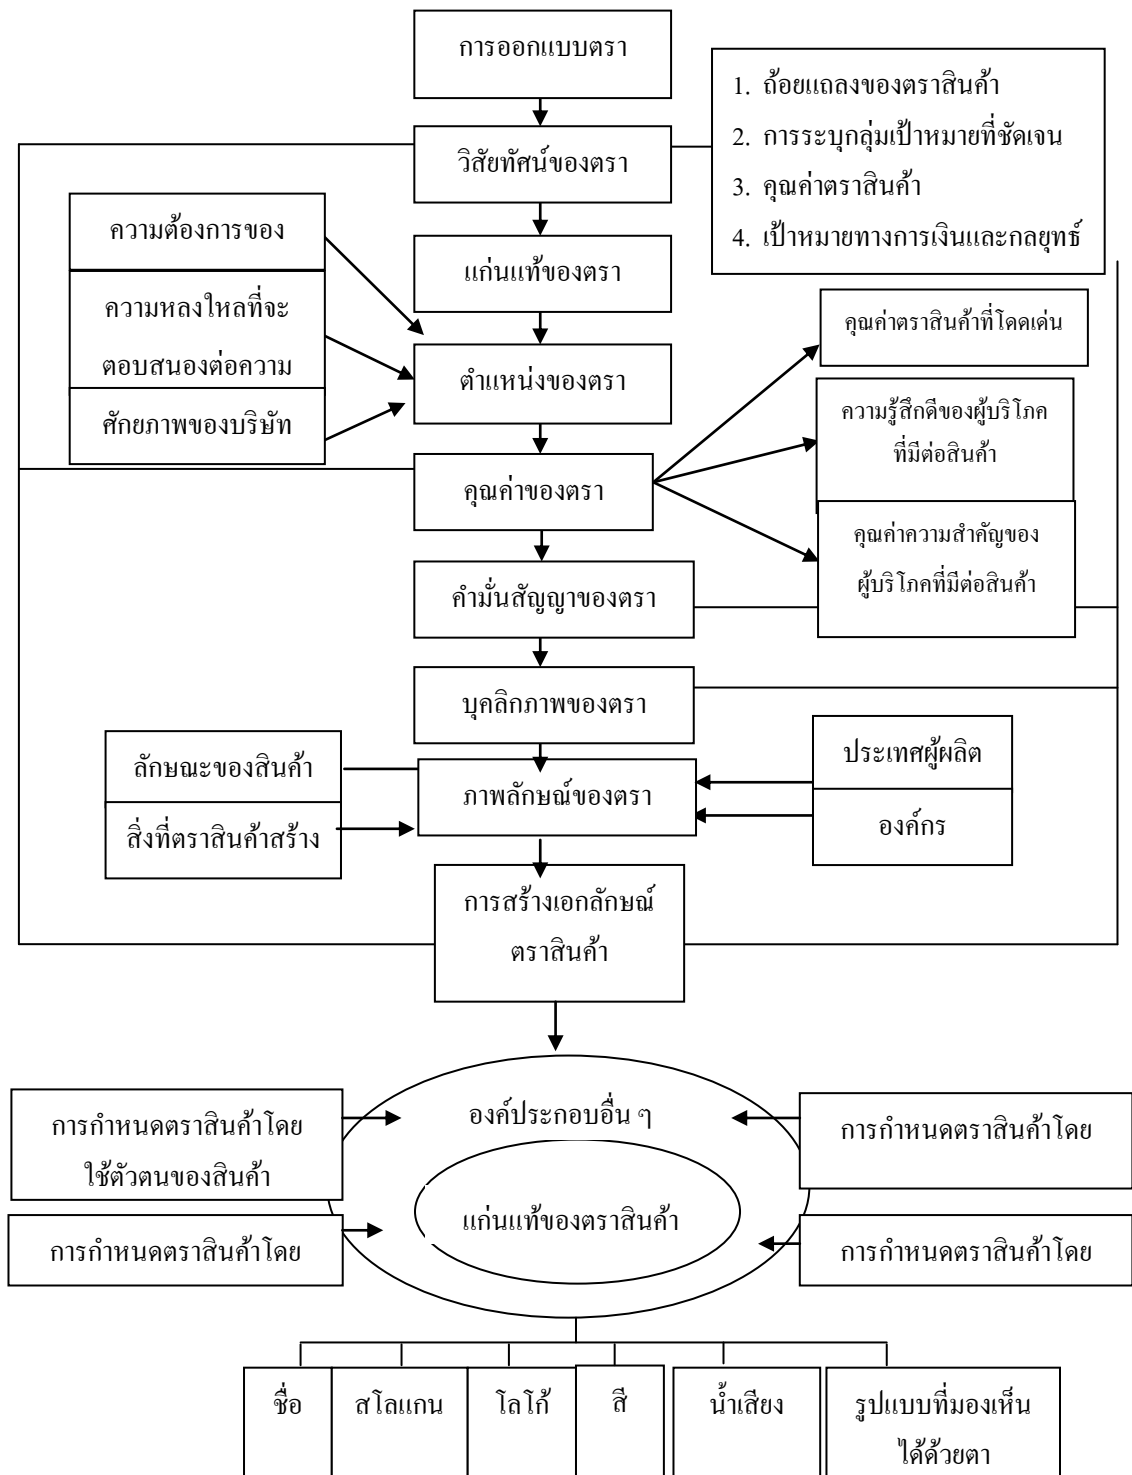 การออกแบบตรา
1. ถ้อยแถลงของตราสินค้า
2. การระบุกลุ่มเป้าหมายที่ชัดเจน
3. คุณค่าตราสินค้า
4. เป้าหมายทางการเงินและกลยุทธ์
วิสัยทัศน์ของตรา
ความต้องการของ
แก่นแท้ของตรา
ความหลงใหลที่จะ
ตอบสนองต่อความ
คุณค่าตราสินค้าที่โดดเด่น
ตำแหน่งของตรา
ศักยภาพของบริษัท
ความรู้สึกดีของผู้บริโภค
ที่มีต่อสินค้า
คุณค่าของตรา
คุณค่าความสำคัญของ
ผู้บริโภคที่มีต่อสินค้า
คำมั่นสัญญาของตรา
บุคลิกภาพของตรา
ลักษณะของสินค้า
ประเทศผู้ผลิต
ภาพลักษณ์ของตรา
สิ่งที่ตราสินค้าสร้าง
องค์กร
การสร้างเอกลักษณ์
ตราสินค้า
องค์ประกอบอื่น ๆ
การกำหนดตราสินค้าโดย
ใช้ตัวตนของสินค้า
การกำหนดตราสินค้าโดย
แก่นแท้ของตราสินค้า
การกำหนดตราสินค้าโดย
การกำหนดตราสินค้าโดย
ชื่อ
สโลแกน
โลโก้
สี
น้ำเสียง
รูปแบบที่มองเห็น
ได้ด้วยตา